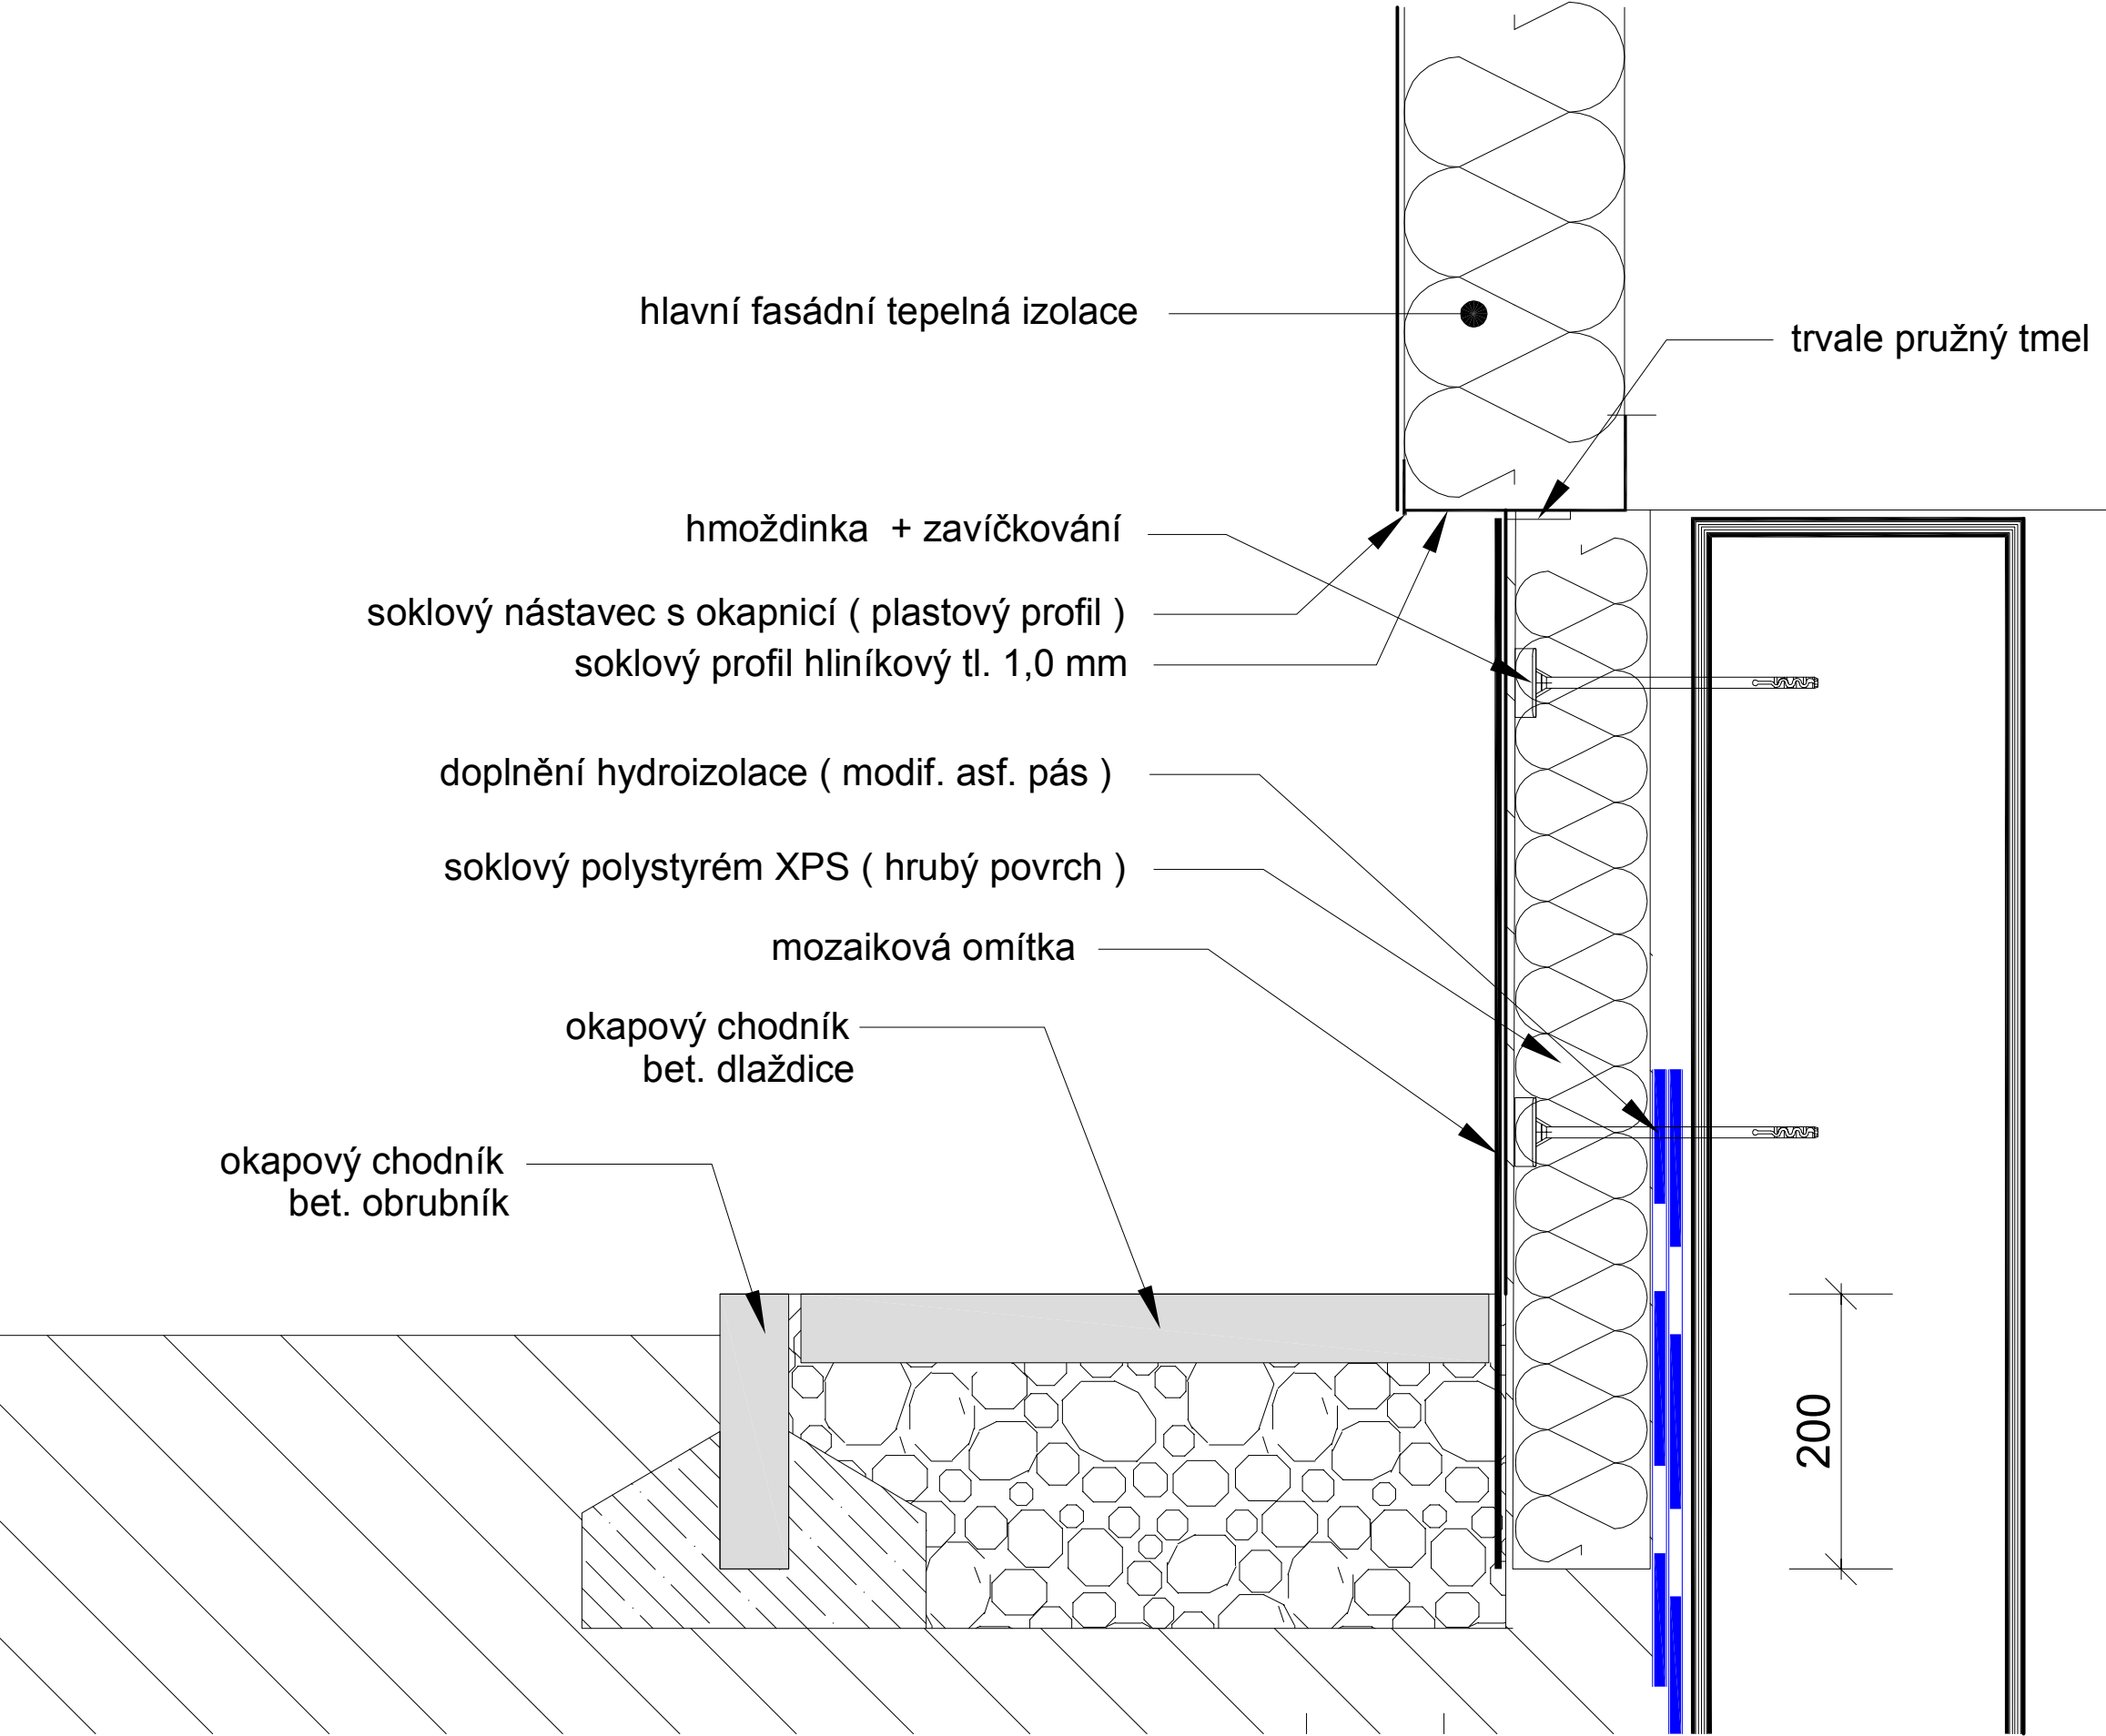 hlavní fasádní tepelná izolace
trvale pružný tmel
hmoždinka + zavíčkování
soklový nástavec s okapnicí ( plastový profil )
soklový profil hliníkový tl. 1,0 mm
doplnění hydroizolace ( modif. asf. pás )
soklový polystyrém XPS ( hrubý povrch )
mozaiková omítka
okapový chodník
bet. dlaždice
okapový chodník
bet. obrubník
200